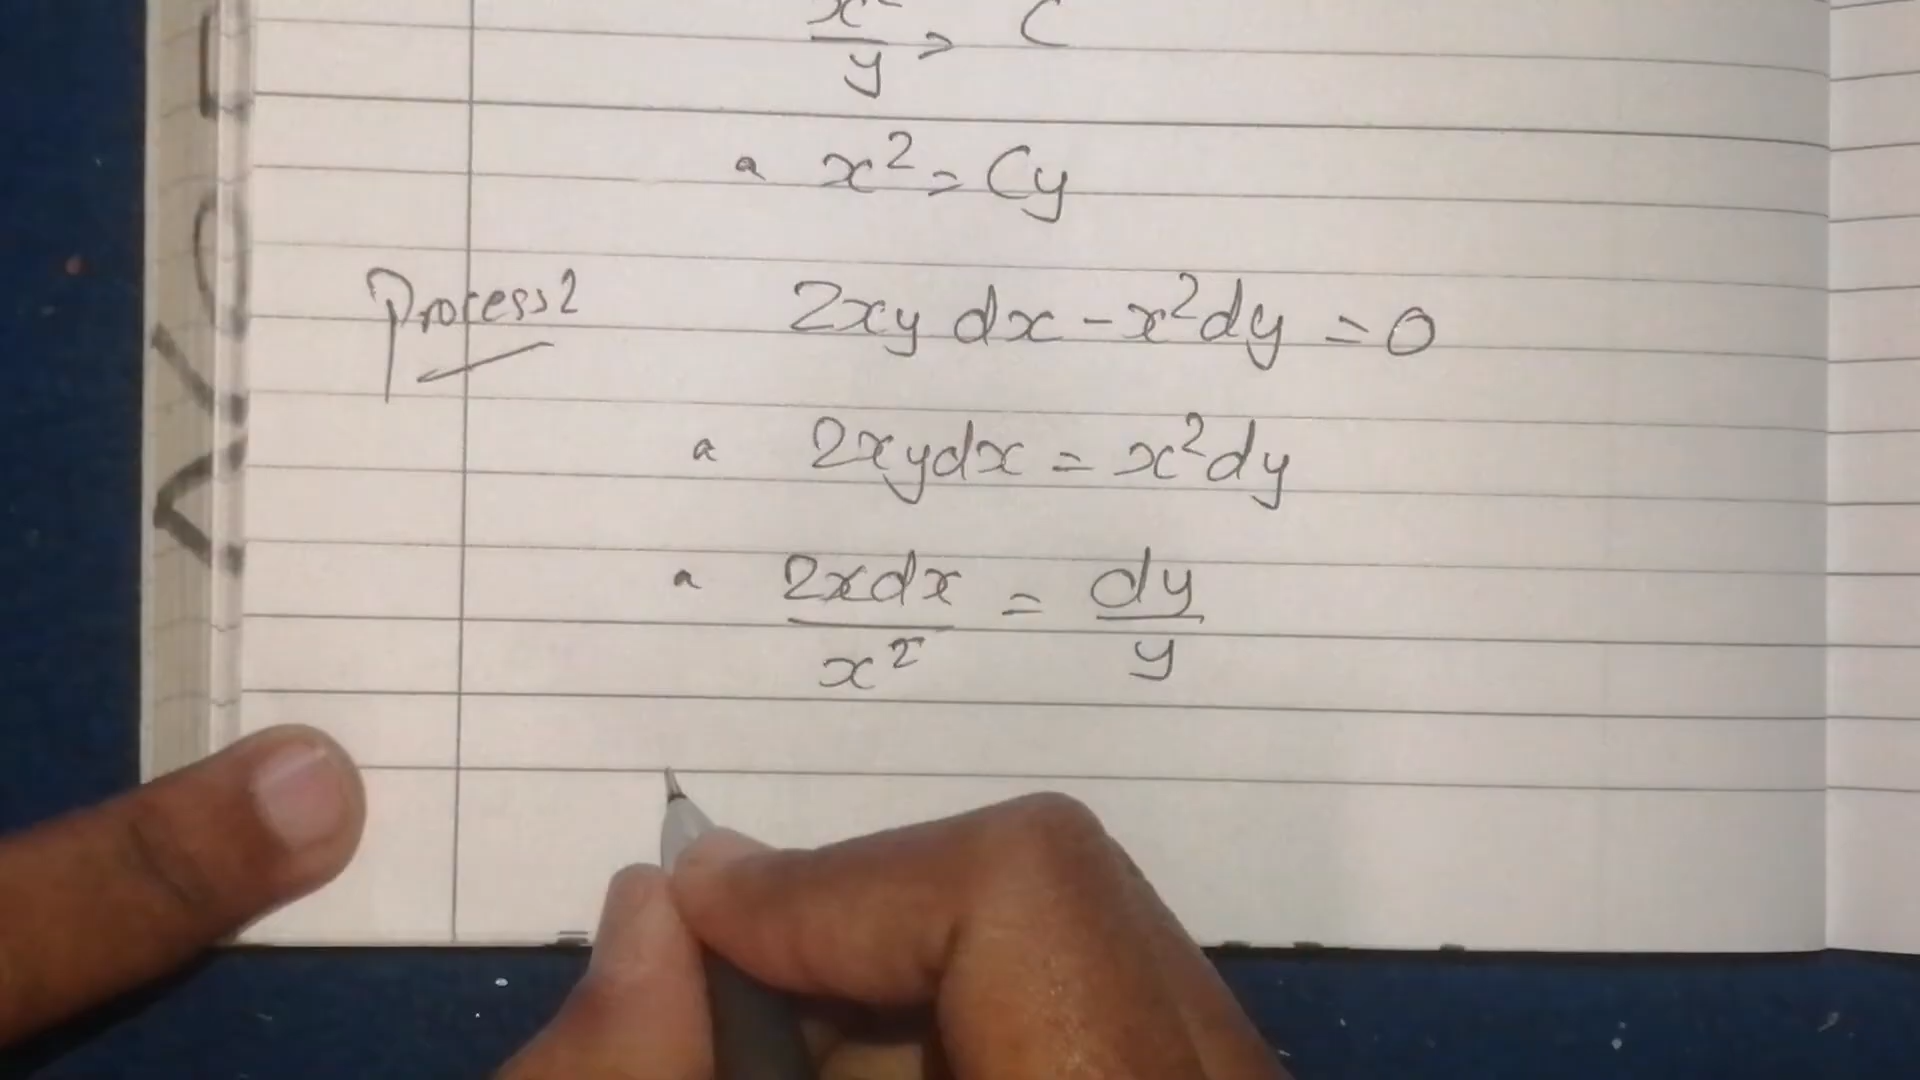 x²/y = C
a x² = Cy
Process 2 2xy dx - x²dy = 0
a 2xydx = x²dy
a 2xdx/x² = dy/y